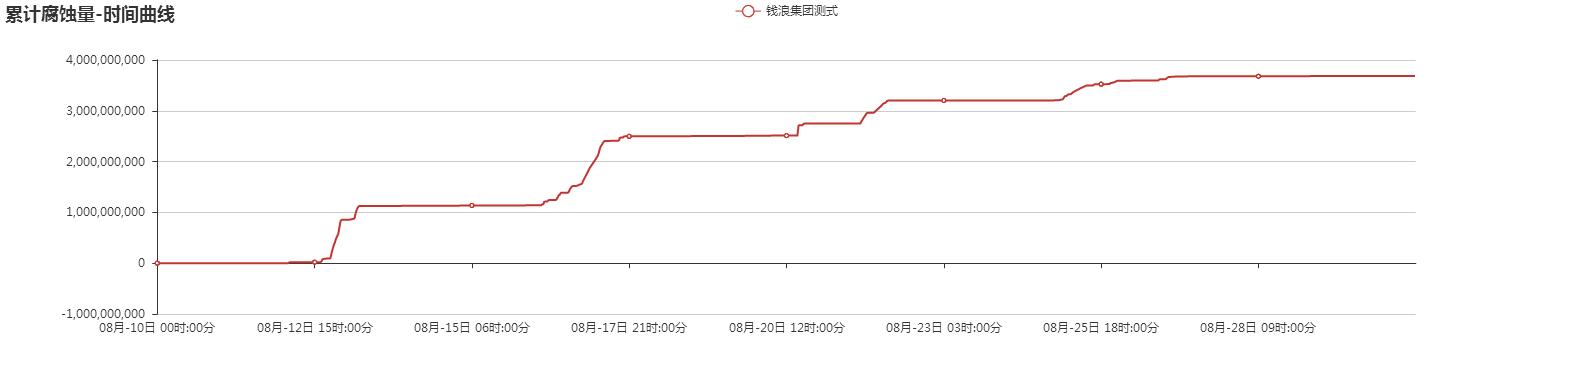 累计腐蚀量-时间曲线
钱浪集团测式
4,000,000,000
3,000,000,000
2,000,000,000
1,000,000,000
0
-1,000,000,000
08月-10日 00时:00分
08月-12日 15时:00分
08月-15日 06时:00分
08月-17日 21时:00分
08月-20日 12时:00分
08月-23日 03时:00分
08月-25日 18时:00分
08月-28日 09时:00分